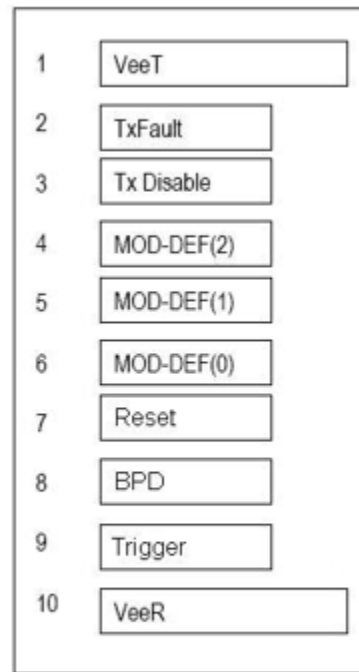 1 VeeT
2 TxFault
3 Tx Disable
4 MOD-DEF(2)
5 MOD-DEF(1)
6 MOD-DEF(0)
7 Reset
8 BPD
9 Trigger
10 VeeR